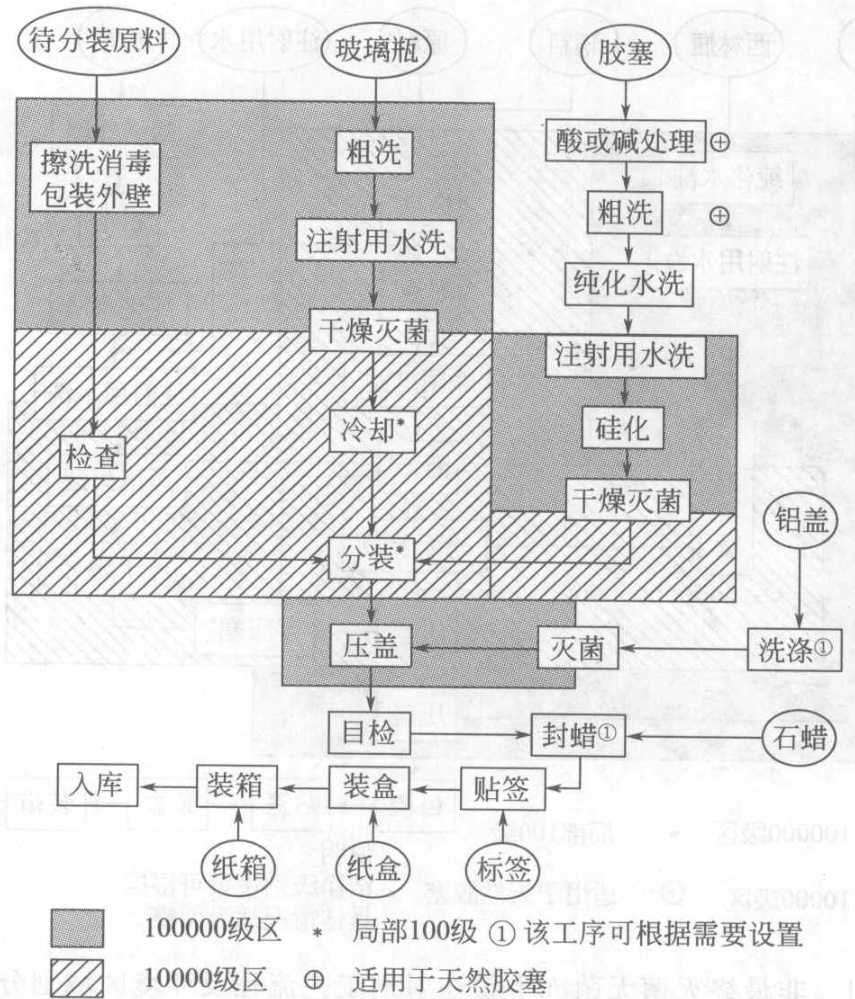 待分装原料
玻璃瓶
胶塞
擦洗消毒
包装外壁
粗洗
酸或碱处理 ⊕
注射用水洗
粗洗 ⊕
纯化水洗
干燥灭菌
注射用水洗
检查
冷却*
硅化
干燥灭菌
铝盖
分装*
压盖
灭菌
洗涤①
目检
封蜡①
石蜡
入库
装箱
装盒
贴签
纸箱
纸盒
标签
100000级区 * 局部100级 ① 该工序可根据需要设置
10000级区 ⊕ 适用于天然胶塞